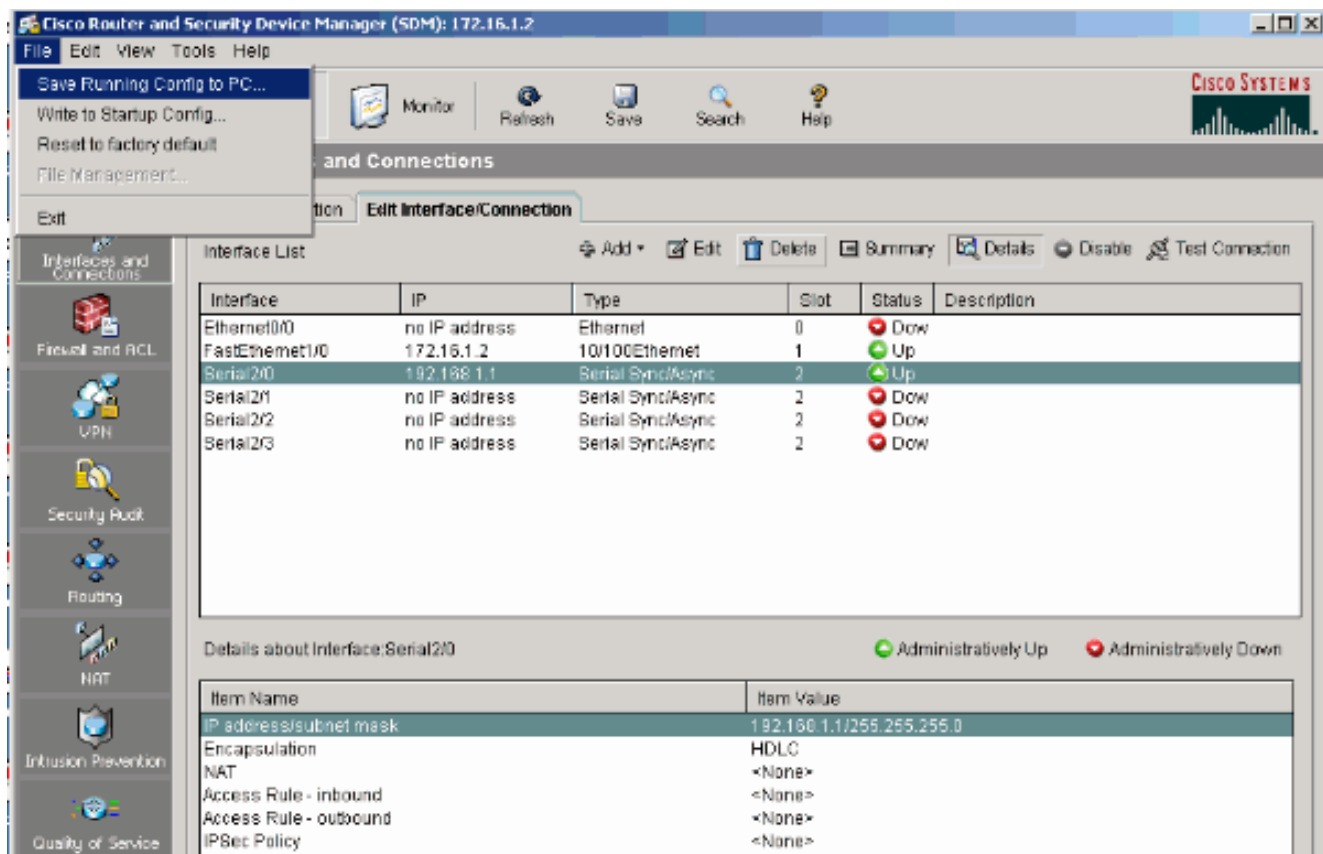 Cisco Router and Security Device Manager (SDM): 172.16.1.2
File Edit View Tools Help
Save Running Config to PC...
Write to Startup Config...
Reset to factory default
File Management...
Exit
Monitor Refresh Save Search Help
CISCO SYSTEMS
and Connections
tion Edit Interface/Connection
Interface List Add Edit Delete Summary Details Disable Test Connection
Interface IP Type Slot Status Description
Ethernet0/0 no IP address Ethernet 0 Dow
FastEthernet1/0 172.16.1.2 10/100Ethernet 1 Up
Serial2/0 192.168.1.1 Serial Sync/Async 2 Up
Serial2/1 no IP address Serial Sync/Async 2 Dow
Serial2/2 no IP address Serial Sync/Async 2 Dow
Serial2/3 no IP address Serial Sync/Async 2 Dow
Interfaces and Connections
Firewall and ACL
VPN
Security Audit
Routing
NAT
Intrusion Prevention
Quality of Service
Details about Interface:Serial2/0 Administratively Up Administratively Down
Item Name Item Value
IP address/subnet mask 192.168.1.1/255.255.255.0
Encapsulation HDLC
NAT <None>
Access Rule - inbound <None>
Access Rule - outbound <None>
IPSec Policy <None>